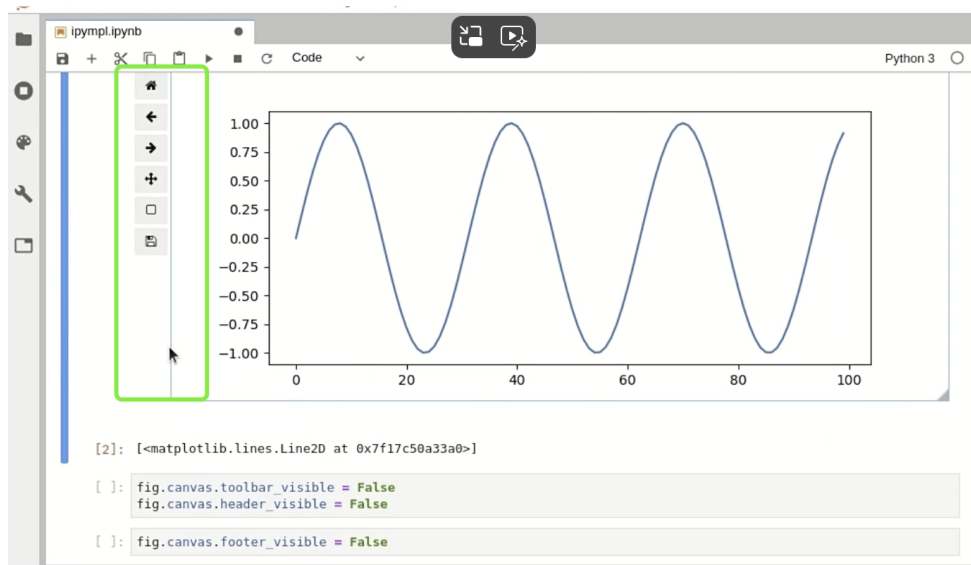 ipympl.ipynb
Code
Python 3
1.00
0.75
0.50
0.25
0.00
−0.25
−0.50
−0.75
−1.00
0 20 40 60 80 100
[2]: [<matplotlib.lines.Line2D at 0x7f17c50a33a0>]
[ ]: fig.canvas.toolbar_visible = False
fig.canvas.header_visible = False
[ ]: fig.canvas.footer_visible = False